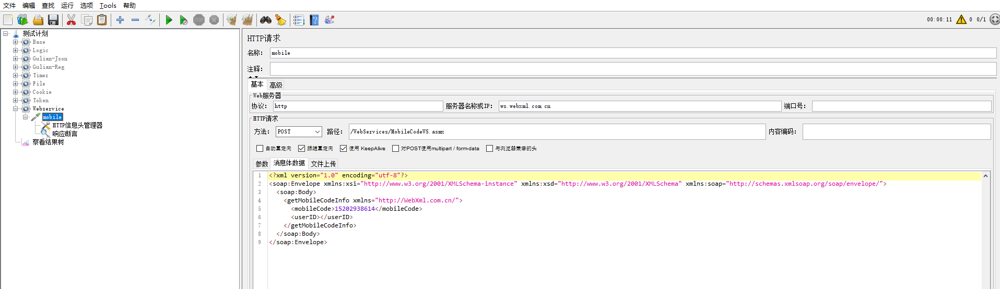 文件 编辑 查找 运行 选项 Tools 帮助
STOP
00:00:11 0 0/1
测试计划
Base
Logic
Gulian-Json
Gulian-Reg
Timer
File
Cookie
Token
Webservice
mobile
HTTP信息头管理器
响应断言
察看结果树
HTTP请求
名称: mobile
注释:
基本 高级
Web服务器
协议: http 服务器名称或IP: ws.webxml.com.cn 端口号:
HTTP请求
方法: POST 路径: /WebServices/MobileCodeWS.asmx 内容编码:
自动重定向 跟随重定向 使用 KeepAlive 对POST使用multipart / form-data 与浏览器兼容的头
参数 消息体数据 文件上传
1 <?xml version="1.0" encoding="utf-8"?>
2 <soap:Envelope xmlns:xsi="http://www.w3.org/2001/XMLSchema-instance" xmlns:xsd="http://www.w3.org/2001/XMLSchema" xmlns:soap="http://schemas.xmlsoap.org/soap/envelope/">
3 <soap:Body>
4 <getMobileCodeInfo xmlns="http://WebXml.com.cn/">
5 <mobileCode>15202938614</mobileCode>
6 <userID></userID>
7 </getMobileCodeInfo>
8 </soap:Body>
9 </soap:Envelope>